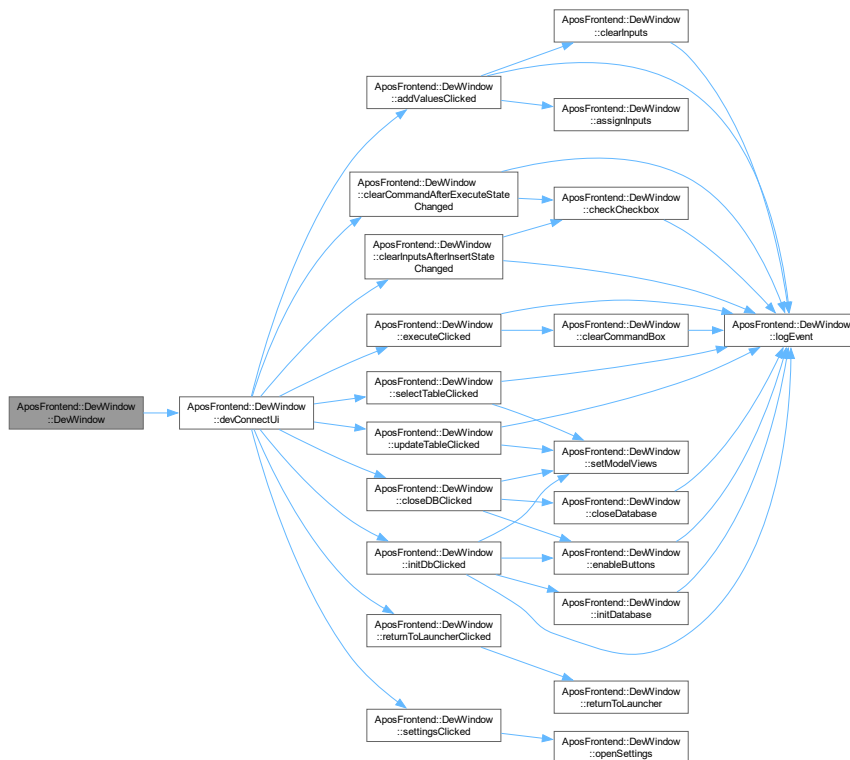 AposFrontend::DevWindow
::clearInputs
AposFrontend::DevWindow
::addValuesClicked
AposFrontend::DevWindow
::assignInputs
AposFrontend::DevWindow
::clearCommandAfterExecuteState
Changed
AposFrontend::DevWindow
::checkCheckbox
AposFrontend::DevWindow
::clearInputsAfterInsertState
Changed
AposFrontend::DevWindow
::executeClicked
AposFrontend::DevWindow
::clearCommandBox
AposFrontend::DevWindow
::logEvent
AposFrontend::DevWindow
::selectTableClicked
AposFrontend::DevWindow
::DevWindow
AposFrontend::DevWindow
::devConnectUi
AposFrontend::DevWindow
::updateTableClicked
AposFrontend::DevWindow
::setModelViews
AposFrontend::DevWindow
::closeDBClicked
AposFrontend::DevWindow
::closeDatabase
AposFrontend::DevWindow
::initDbClicked
AposFrontend::DevWindow
::enableButtons
AposFrontend::DevWindow
::initDatabase
AposFrontend::DevWindow
::returnToLauncherClicked
AposFrontend::DevWindow
::returnToLauncher
AposFrontend::DevWindow
::settingsClicked
AposFrontend::DevWindow
::openSettings